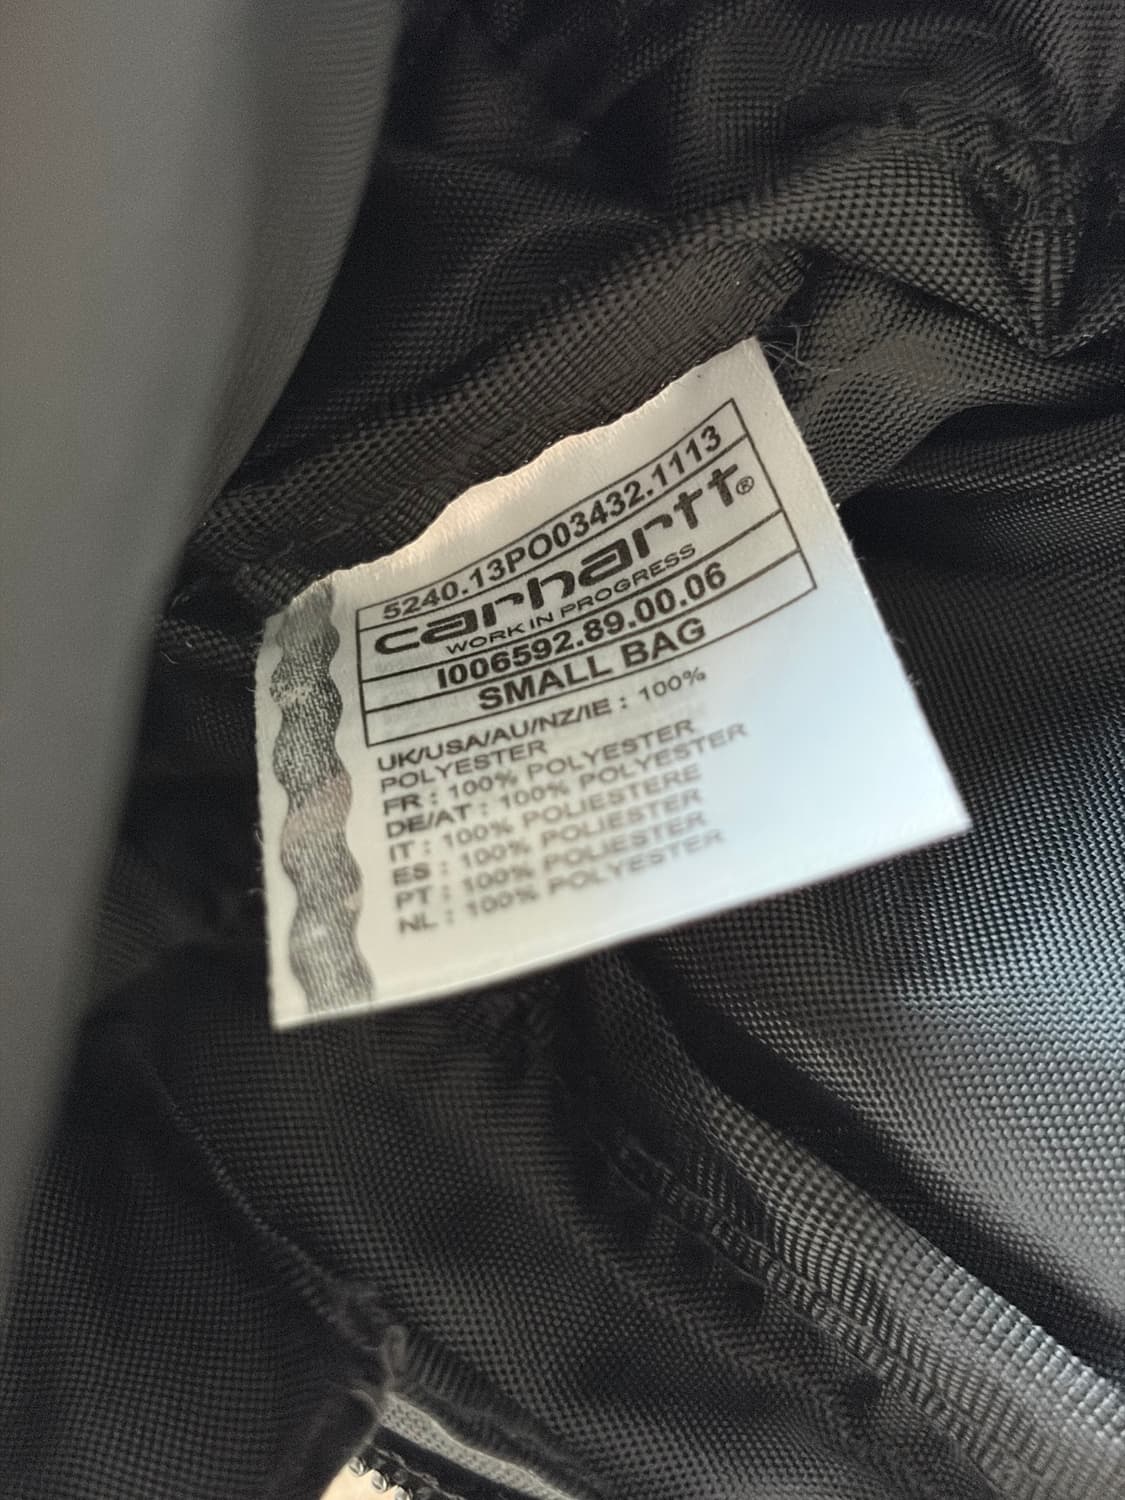 5240.13PO03432.1113
carhartt®
WORK IN PROGRESS
I006592.89.00.06
SMALL BAG
UK/USA/AU/NZ/IE : 100%
POLYESTER
FR : 100% POLYESTER
DE/AT : 100% POLYESTER
IT : 100% POLIESTERE
ES : 100% POLIESTER
PT : 100% POLIESTER
NL : 100% POLYESTER